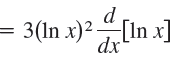 = 3(ln x)² d/dx [ln x]